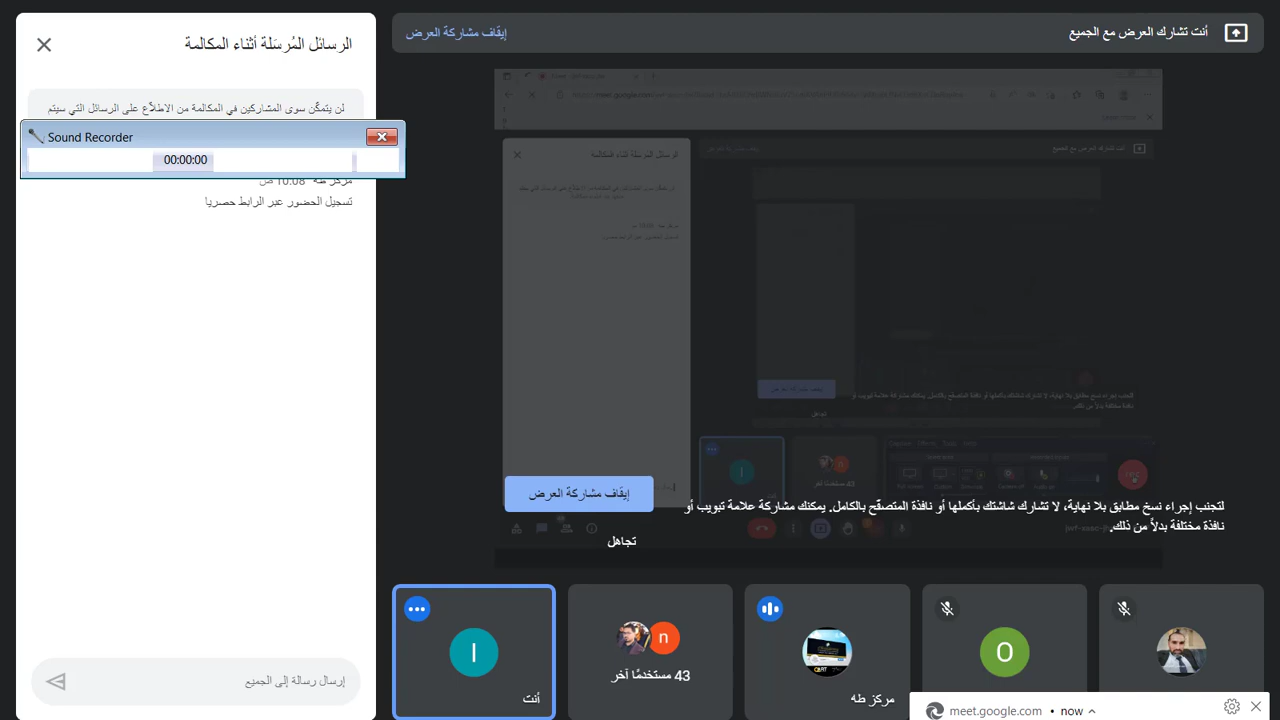 أنت تشارك العرض مع الجميع
إيقاف مشاركة العرض
الرسائل المُرسَلة أثناء المكالمة
لن يتمكّن سوى المشاركين في المكالمة من الاطّلاع على الرسائل التي سيتم
Sound Recorder
00:00:00
مركز طه 10:08 ص
تسجيل الحضور عبر الرابط حصريا
لتجنب إجراء نسخ مطابق بلا نهاية، لا تشارك شاشتك بأكملها أو نافذة المتصفّح بالكامل. يمكنك مشاركة علامة تبويب أو
نافذة مختلفة بدلاً من ذلك.
إيقاف مشاركة العرض
تجاهل
I
أنت
n
43 مستخدمًا آخر
مركز طه
O
إرسال رسالة إلى الجميع
meet.google.com • now